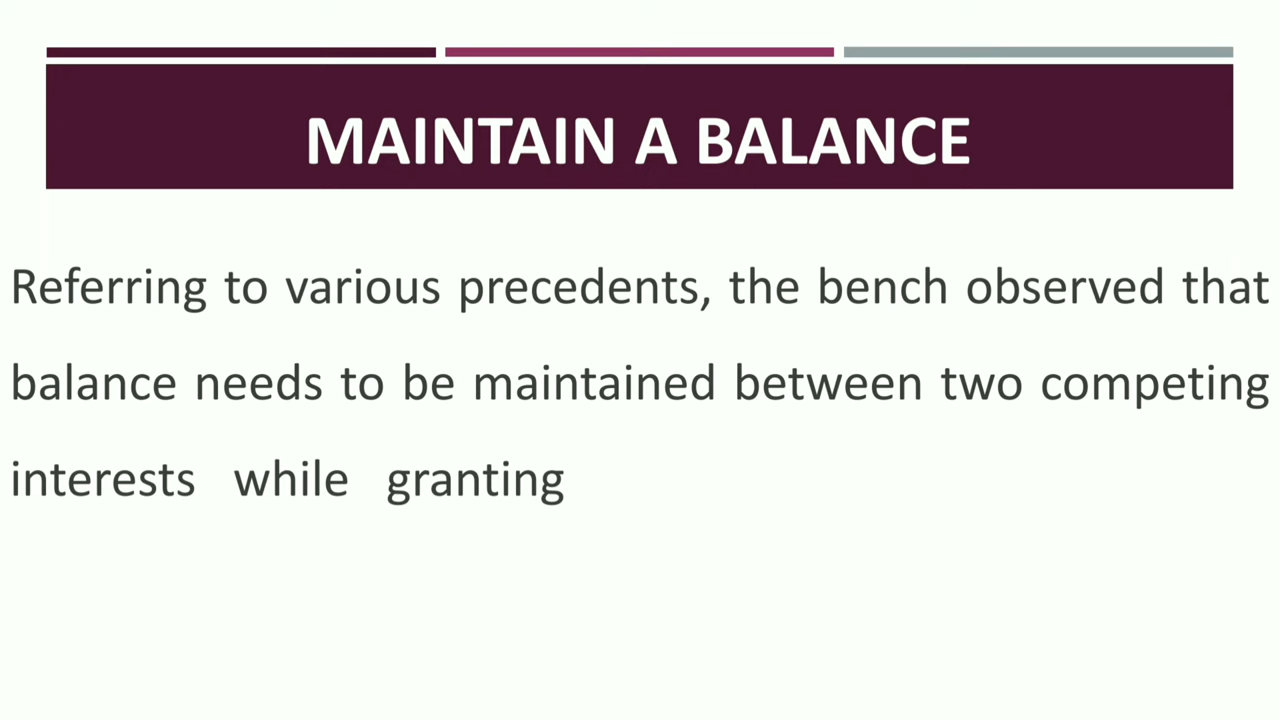 MAINTAIN A BALANCE
Referring to various precedents, the bench observed that
balance needs to be maintained between two competing
interests while granting